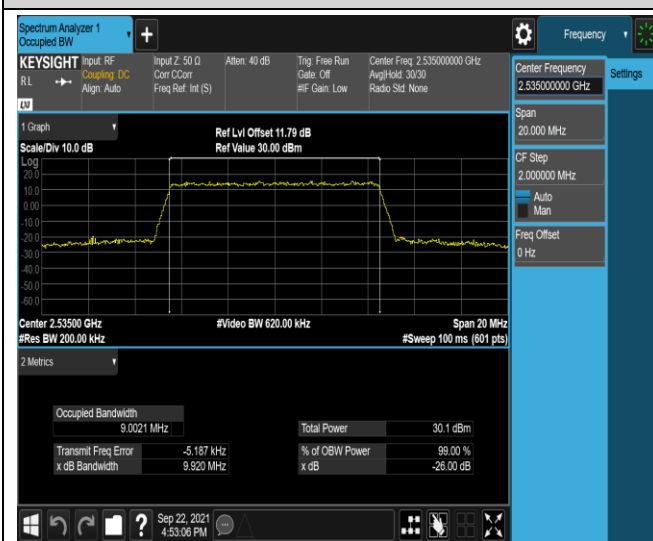 Spectrum Analyzer 1
Occupied BW
+
Frequency
KEYSIGHT
RL
LXI
Input: RF
Coupling: DC
Align: Auto
Input Z: 50 Ω
Corr CCorr
Freq Ref: Int (S)
Atten: 40 dB
Trig: Free Run
Gate: Off
#IF Gain: Low
Center Freq: 2.535000000 GHz
Avg|Hold: 30/30
Radio Std: None
Center Frequency
2.535000000 GHz
Settings
Span
20.000 MHz
CF Step
2.000000 MHz
Auto
Man
Freq Offset
0 Hz
1 Graph
Scale/Div 10.0 dB
Ref Lvl Offset 11.79 dB
Ref Value 30.00 dBm
Log
20.0
10.0
0.00
-10.0
-20.0
-30.0
-40.0
-50.0
-60.0
Center 2.53500 GHz
#Video BW 620.00 kHz
Span 20 MHz
#Res BW 200.00 kHz
#Sweep 100 ms (601 pts)
2 Metrics
Occupied Bandwidth
9.0021 MHz
Total Power 30.1 dBm
Transmit Freq Error -5.187 kHz
% of OBW Power 99.00 %
x dB Bandwidth 9.920 MHz
x dB -26.00 dB
?
Sep 22, 2021
4:53:06 PM